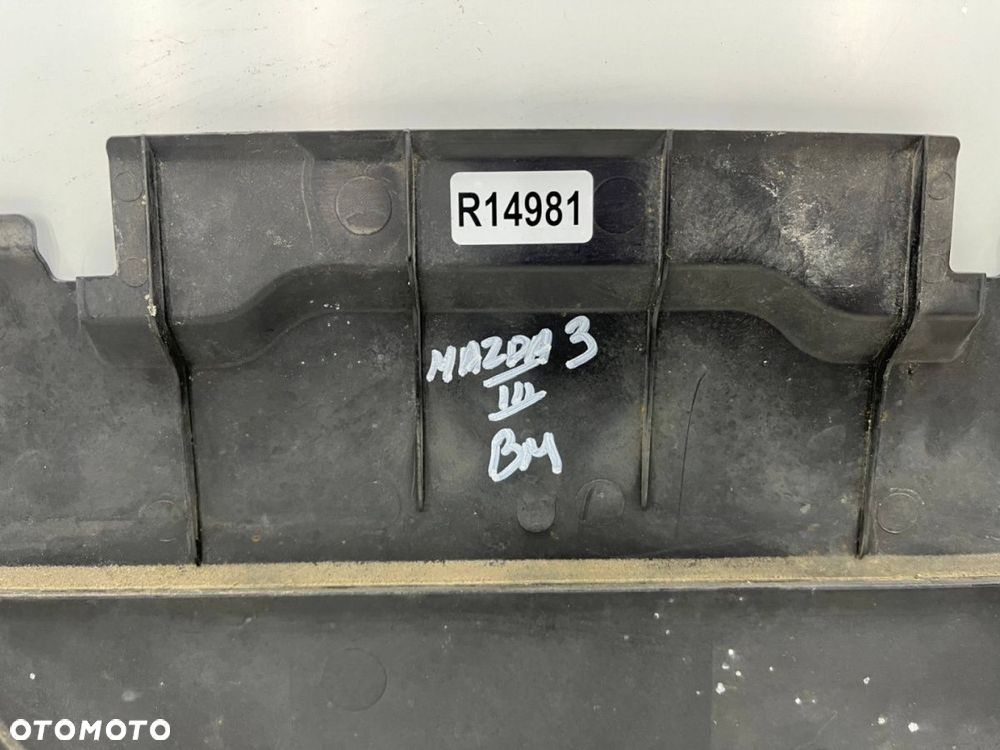 R14981
MAZDA 3
III
BM
OTOMOTO